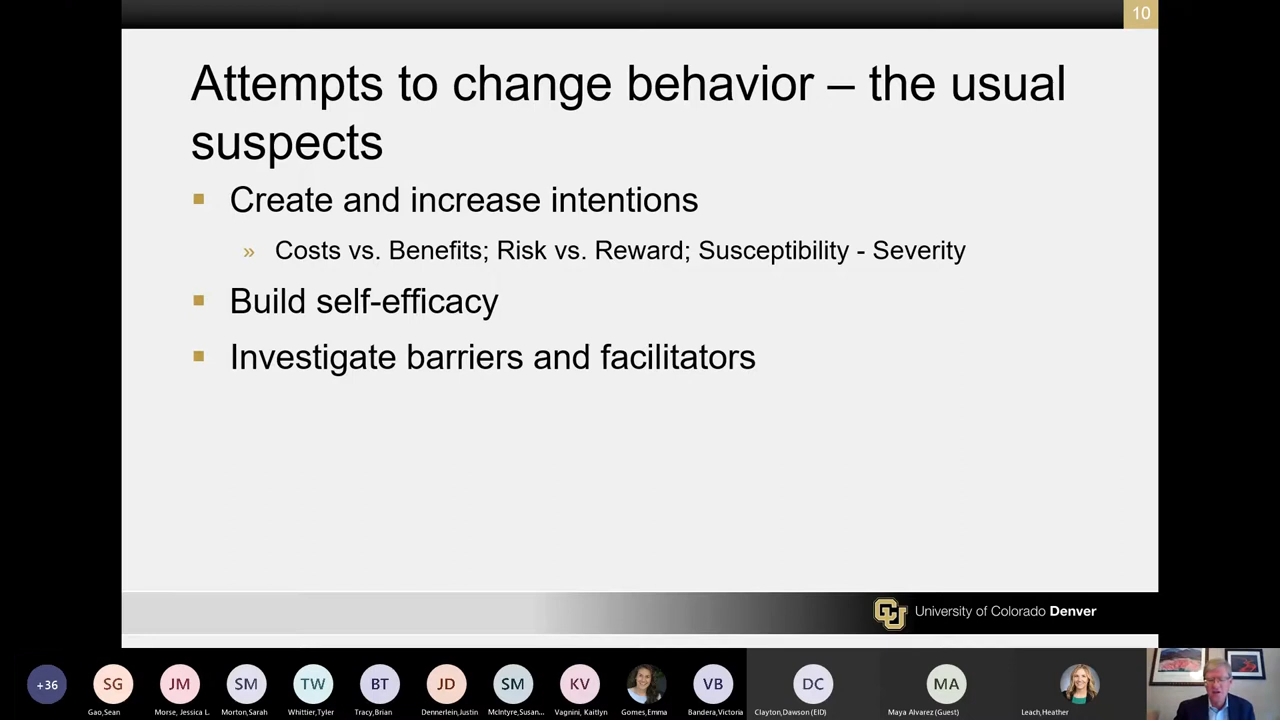 10
Attempts to change behavior – the usual
suspects
Create and increase intentions
» Costs vs. Benefits; Risk vs. Reward; Susceptibility - Severity
Build self-efficacy
Investigate barriers and facilitators
CU University of Colorado Denver
+36
SG
JM
SM
TW
BT
JD
SM
KV
VB
DC
MA
Gao,Sean
Morse, Jessica L.
Morton,Sarah
Whittier,Tyler
Tracy,Brian
Dennerlein,Justin
McIntyre,Susan...
Vagnini, Kaitlyn
Gomes,Emma
Bandera,Victoria
Clayton,Dawson (EID)
Maya Alvarez (Guest)
Leach,Heather